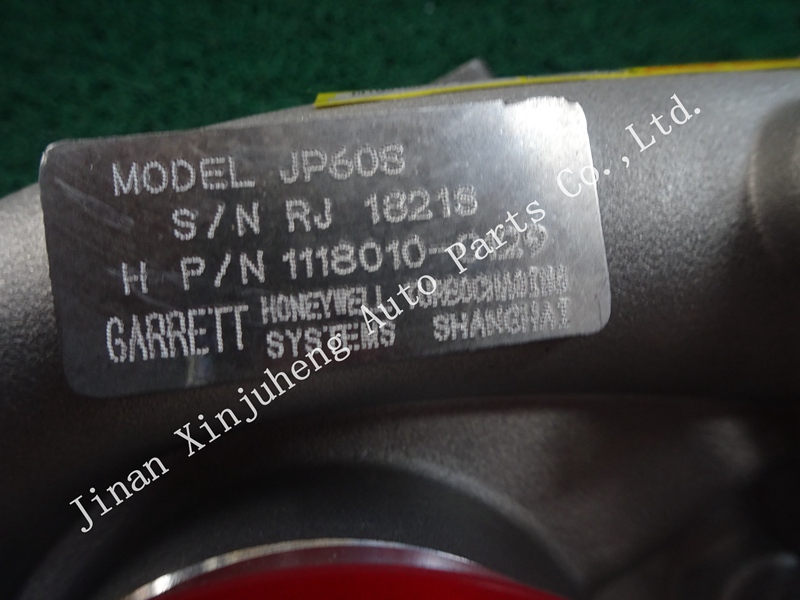 MODEL JP60S
S/N RJ 18218
H P/N 1118010-
GARRETT HONEYWELL
SYSTEMS SHANGHAI
Jinan Xinjuheng Auto Parts Co.,Ltd.